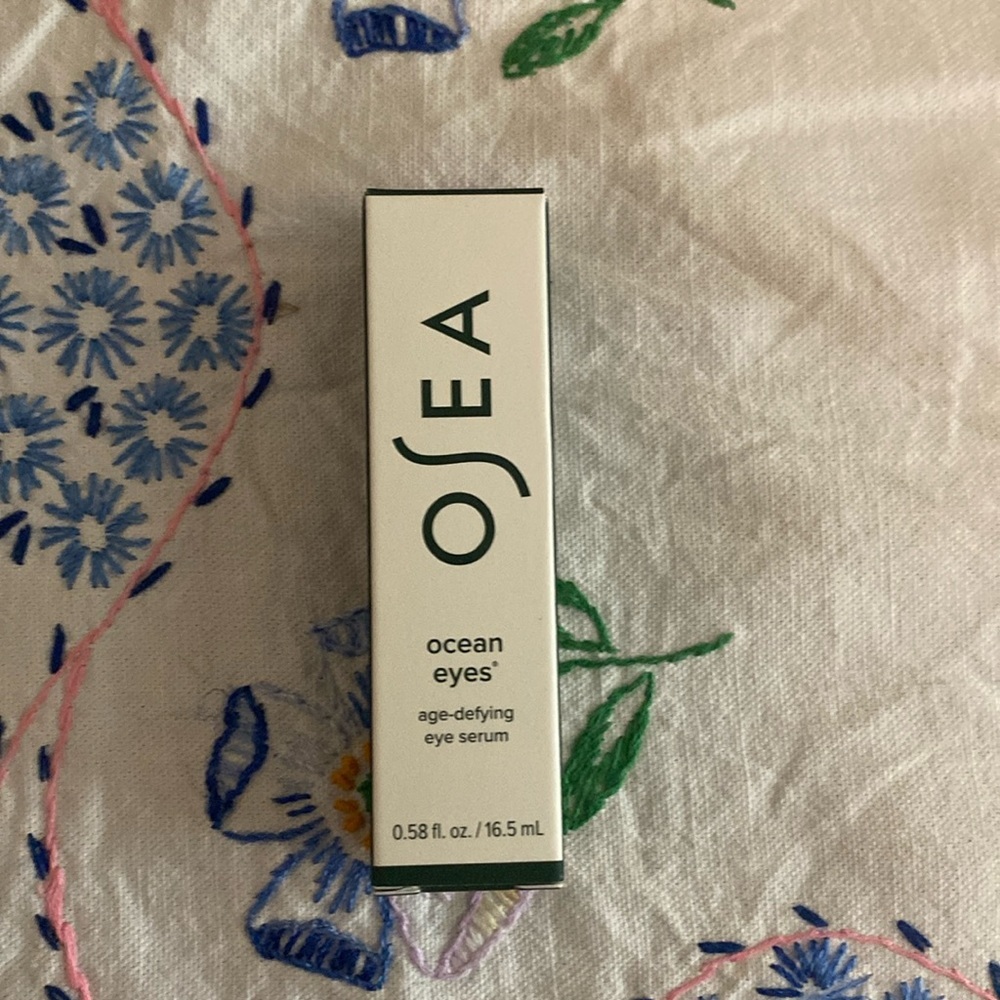 OSEA
ocean
eyes®
age-defying
eye serum
0.58 fl. oz. / 16.5 mL